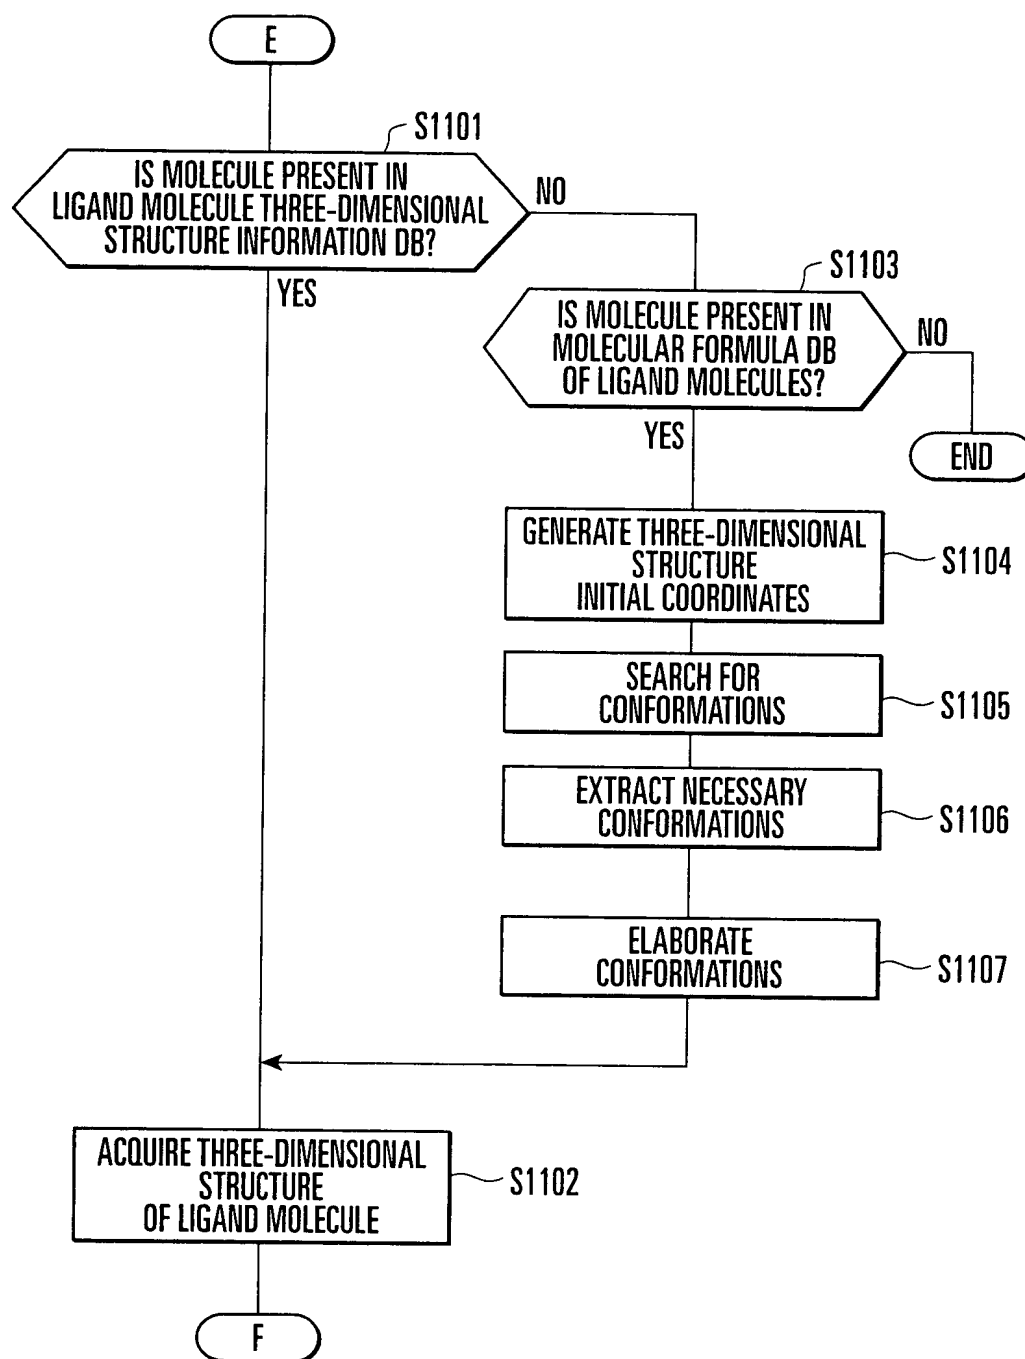 E
S1101
IS MOLECULE PRESENT IN
LIGAND MOLECULE THREE-DIMENSIONAL
STRUCTURE INFORMATION DB?
NO
YES
S1103
IS MOLECULE PRESENT IN
MOLECULAR FORMULA DB
OF LIGAND MOLECULES?
NO
YES
END
GENERATE THREE-DIMENSIONAL
STRUCTURE
INITIAL COORDINATES
S1104
SEARCH FOR
CONFORMATIONS
S1105
EXTRACT NECESSARY
CONFORMATIONS
S1106
ELABORATE
CONFORMATIONS
S1107
ACQUIRE THREE-DIMENSIONAL
STRUCTURE
OF LIGAND MOLECULE
S1102
F